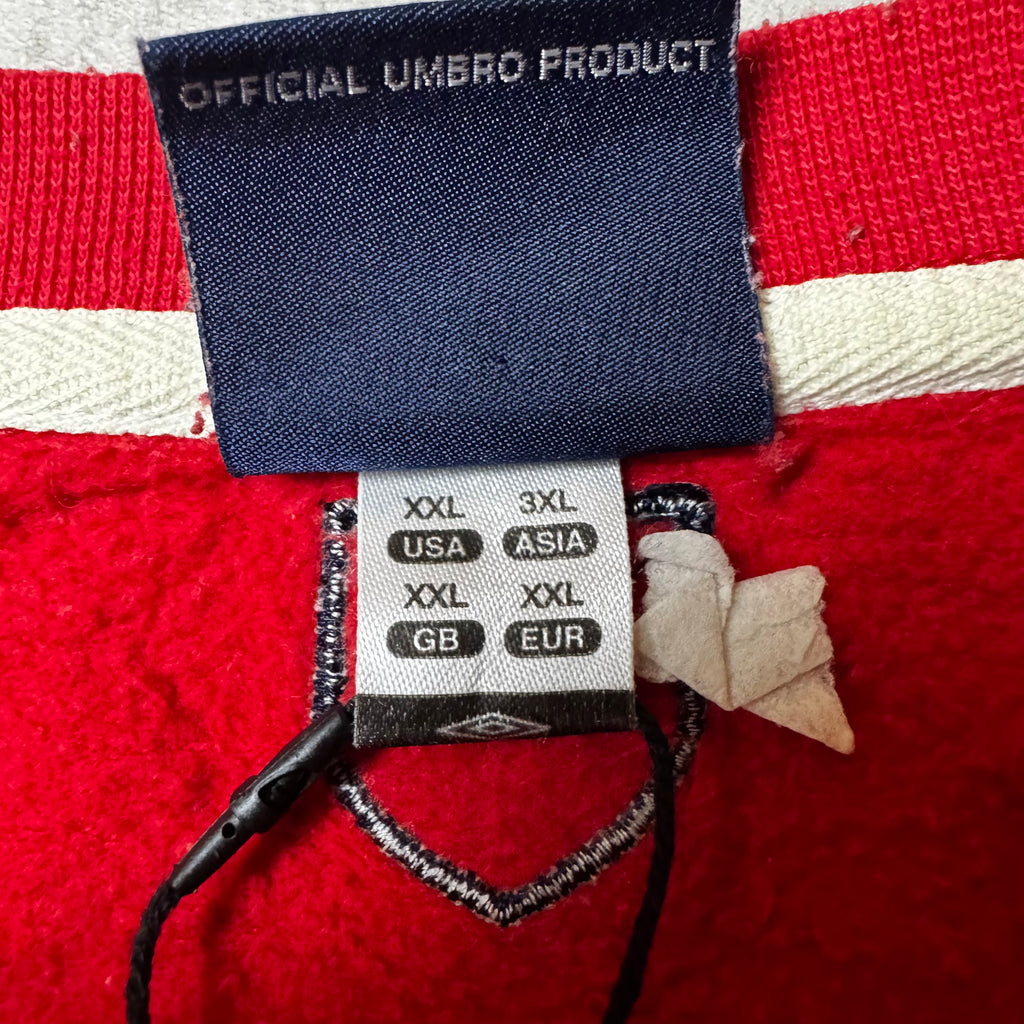 OFFICIAL UMBRO PRODUCT
XXL 3XL
USA ASIA
XXL XXL
GB EUR